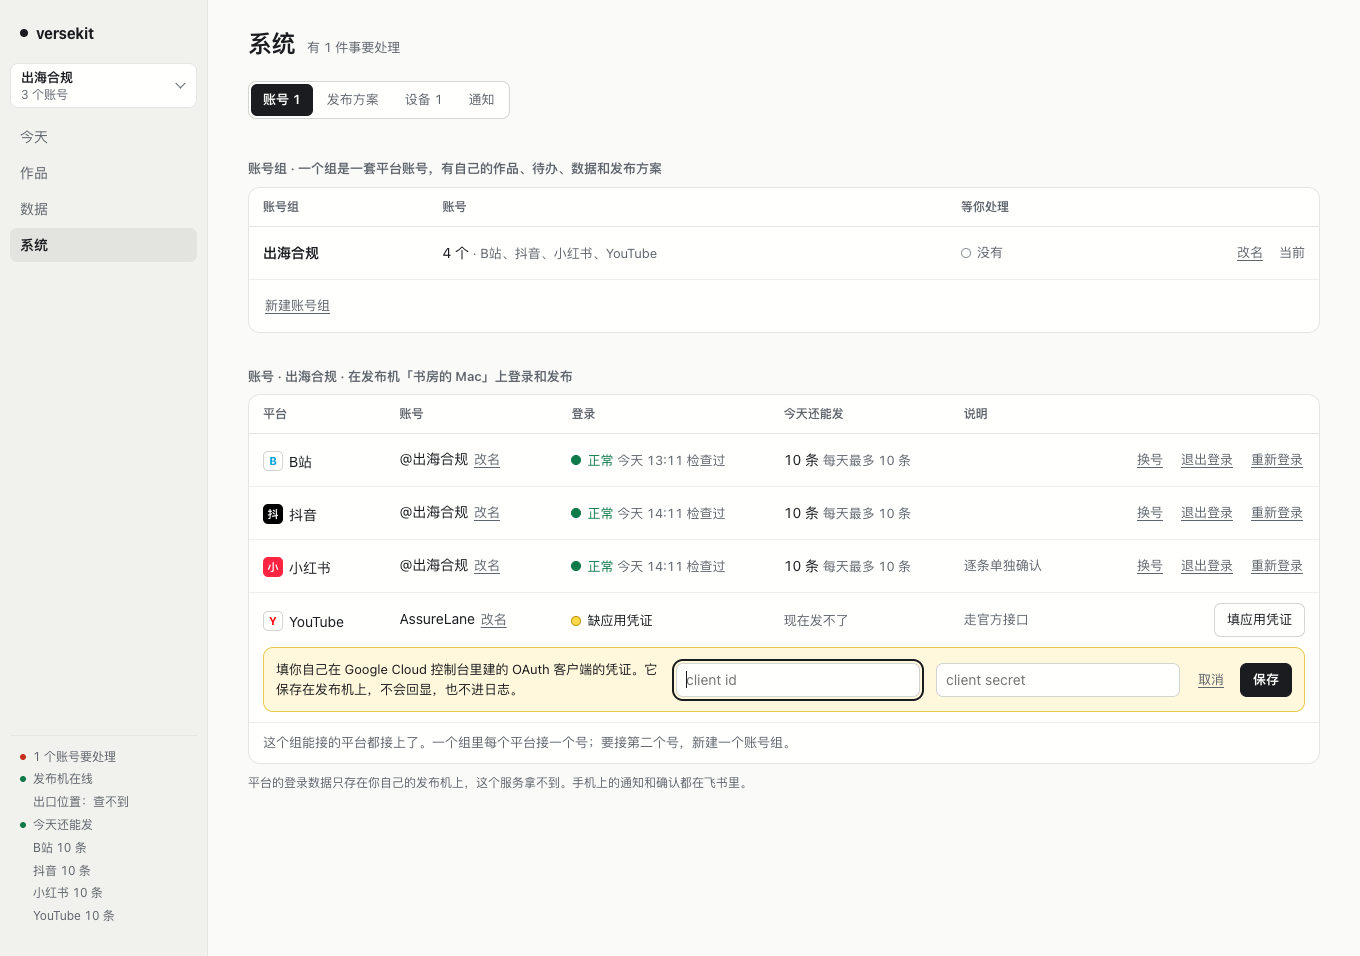 versekit
出海合规
3 个账号
今天
作品
数据
系统
1 个账号要处理
发布机在线
出口位置：查不到
今天还能发
B站 10 条
抖音 10 条
小红书 10 条
YouTube 10 条
系统 有 1 件事要处理
账号 1 发布方案 设备 1 通知
账号组 · 一个组是一套平台账号，有自己的作品、待办、数据和发布方案
账号组 账号 等你处理
出海合规 4 个 · B站、抖音、小红书、YouTube 没有 改名 当前
新建账号组
账号 · 出海合规 · 在发布机「书房的 Mac」上登录和发布
平台 账号 登录 今天还能发 说明
B B站 @出海合规 改名 正常 今天 13:11 检查过 10 条 每天最多 10 条 换号 退出登录 重新登录
抖 抖音 @出海合规 改名 正常 今天 14:11 检查过 10 条 每天最多 10 条 换号 退出登录 重新登录
小 小红书 @出海合规 改名 正常 今天 14:11 检查过 10 条 每天最多 10 条 逐条单独确认 换号 退出登录 重新登录
Y YouTube AssureLane 改名 缺应用凭证 现在发不了 走官方接口 填应用凭证
填你自己在 Google Cloud 控制台里建的 OAuth 客户端的凭证。它
保存在发布机上，不会回显，也不进日志。
client id client secret 取消 保存
这个组能接的平台都接上了。一个组里每个平台接一个号；要接第二个号，新建一个账号组。
平台的登录数据只存在你自己的发布机上，这个服务拿不到。手机上的通知和确认都在飞书里。